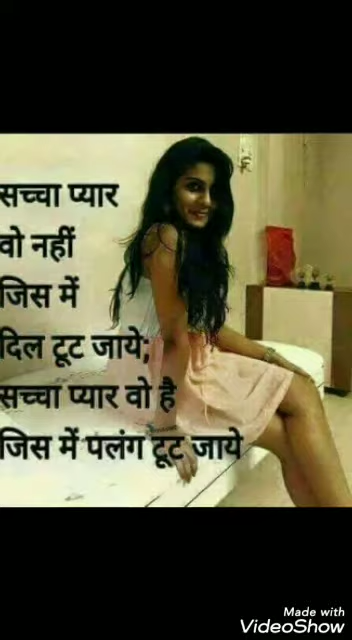 सच्चा प्यार
वो नहीं
जिस में
दिल टूट जाये;
सच्चा प्यार वो है
जिस में पलंग टूट जाये
Made with
VideoShow